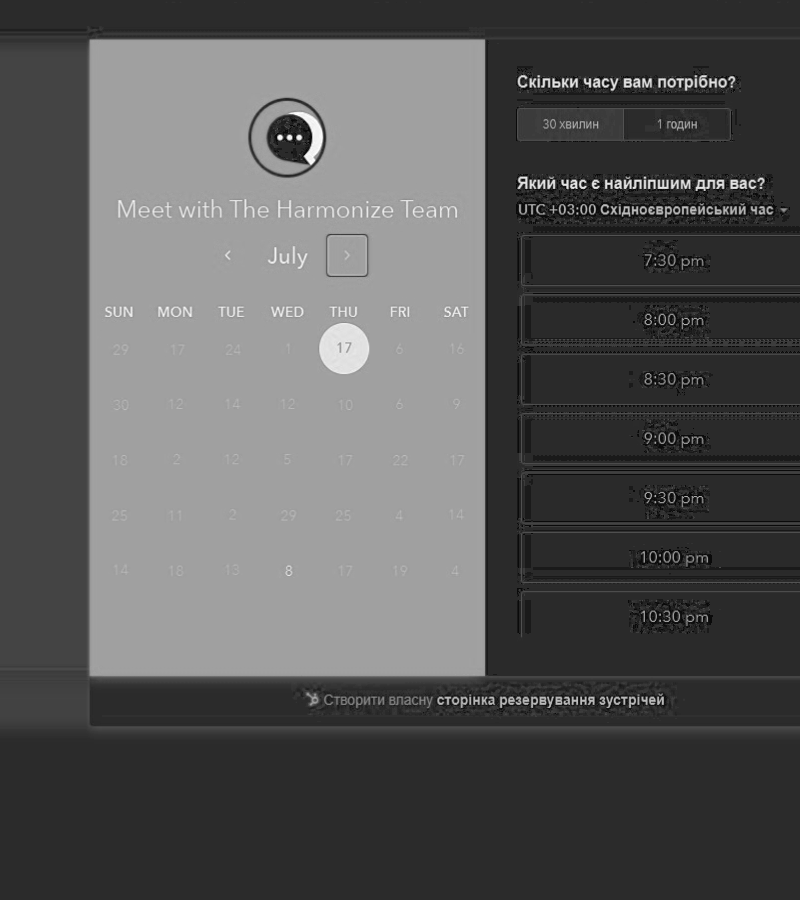 Meet with The Harmonize Team
July
SUN MON TUE WED THU FRI SAT
29 17 24 1 17 6 16
30 12 14 12 10 6 9
18 2 12 5 17 22 17
25 11 2 29 25 4 14
14 18 13 8 17 19 4
Скільки часу вам потрібно?
30 хвилин 1 годин
Який час є найліпшим для вас?
UTC +03:00 Східноєвропейський час
7:30 pm
8:00 pm
8:30 pm
9:00 pm
9:30 pm
10:00 pm
10:30 pm
Створити власну сторінка резервування зустрічей